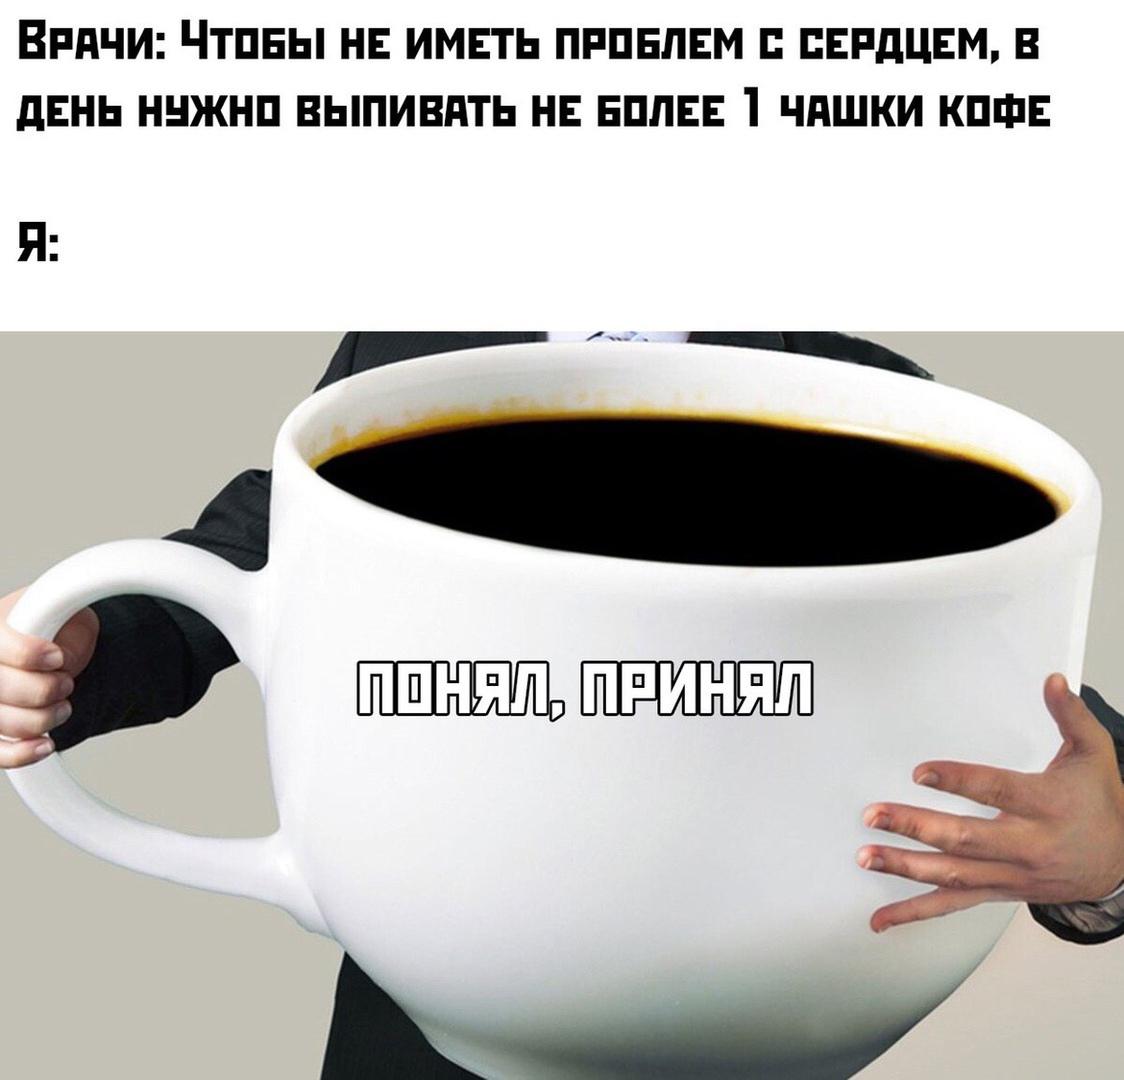 Врачи: Чтобы не иметь проблем с сердцем, в
день нужно выпивать не более 1 чашки кофе
Я:
ПОНЯЛ, ПРИНЯЛ